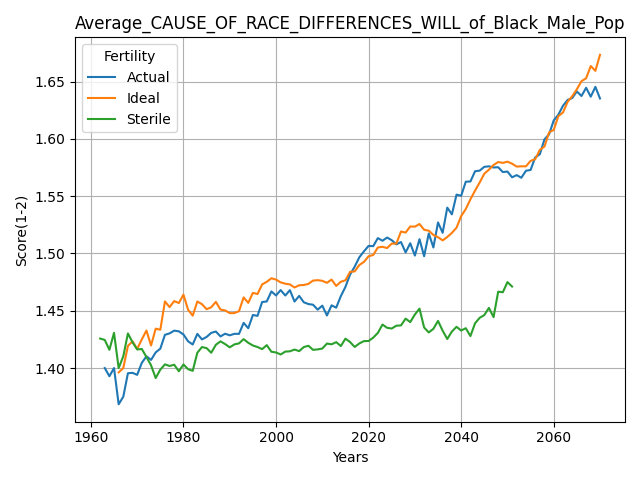 Average_CAUSE_OF_RACE_DIFFERENCES_WILL_of_Black_Male_Pop
Fertility
Actual
Ideal
Sterile
1.65
1.60
1.55
1.50
1.45
1.40
Score(1-2)
1960
1980
2000
2020
2040
2060
Years